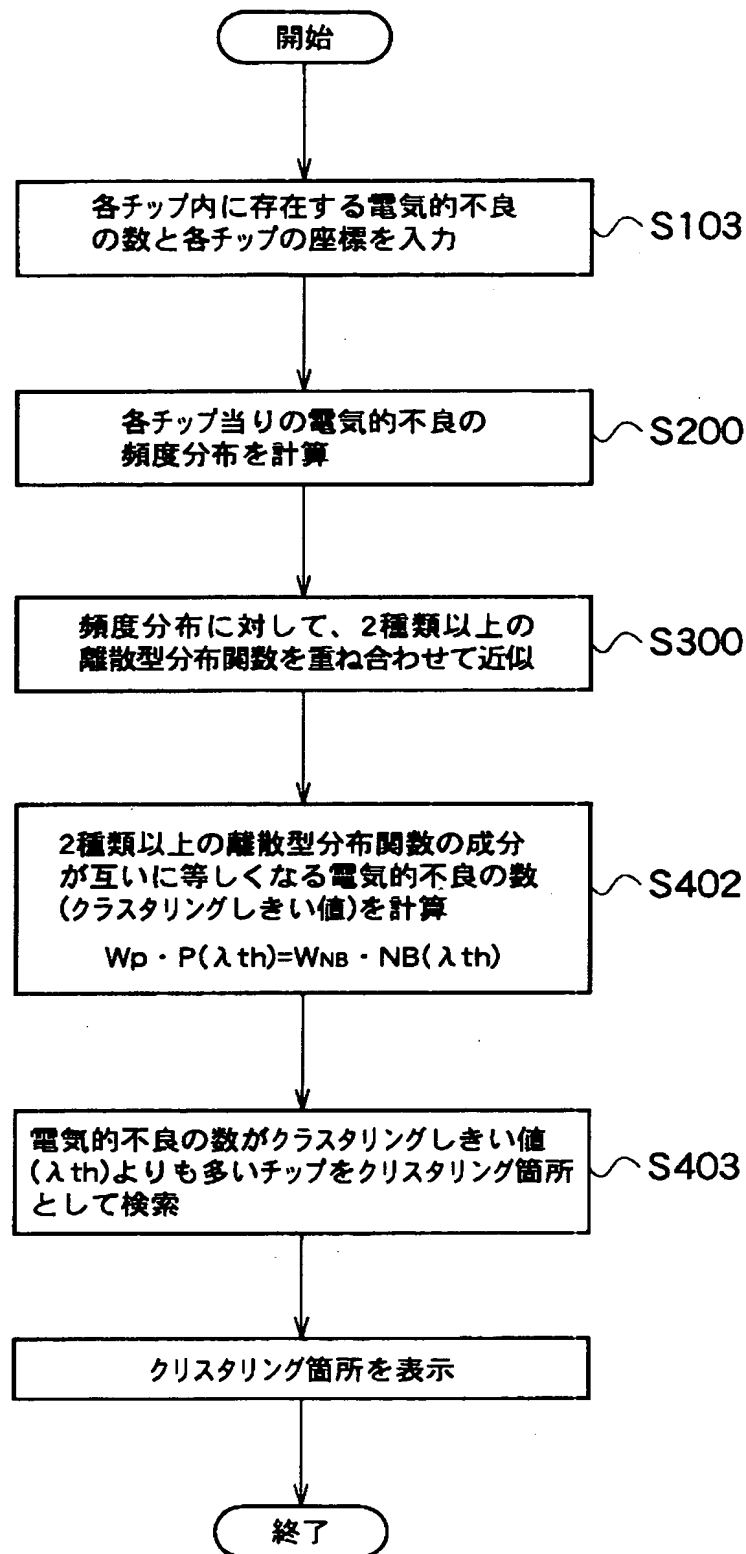 開始
各チップ内に存在する電気的不良
の数と各チップの座標を入力
S103
各チップ当りの電気的不良の
頻度分布を計算
S200
頻度分布に対して、2種類以上の
離散型分布関数を重ね合わせて近似
S300
2種類以上の離散型分布関数の成分
が互いに等しくなる電気的不良の数
(クラスタリングしきい値)を計算
Wp・P(λth)=WNB・NB(λth)
S402
電気的不良の数がクラスタリングしきい値
(λth)よりも多いチップをクリスタリング箇所
として検索
S403
クリスタリング箇所を表示
終了